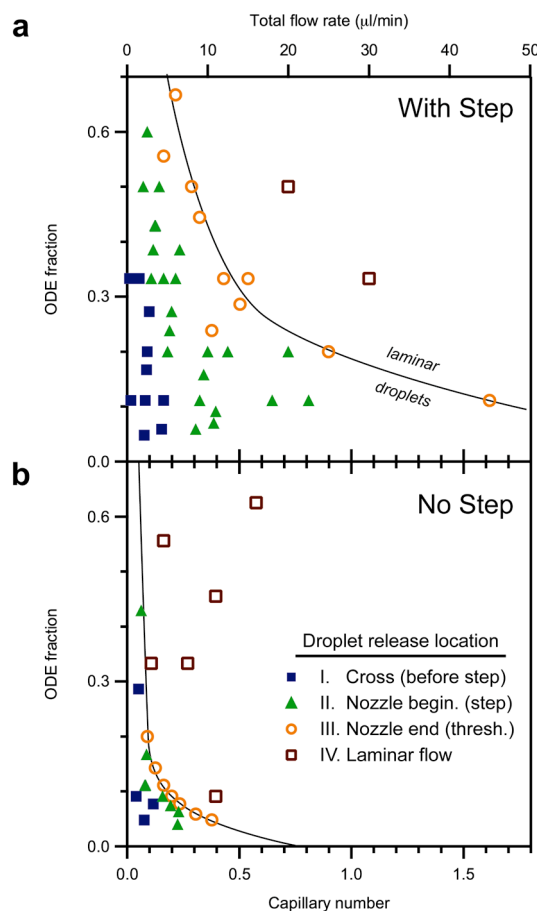 a
Total flow rate (μl/min)
0 10 20 30 40 50
With Step
0.6
0.3
0.0
ODE fraction
laminar
droplets
b
No Step
0.6
0.3
0.0
ODE fraction
Droplet release location
I. Cross (before step)
II. Nozzle begin. (step)
III. Nozzle end (thresh.)
IV. Laminar flow
0.0 0.5 1.0 1.5
Capillary number